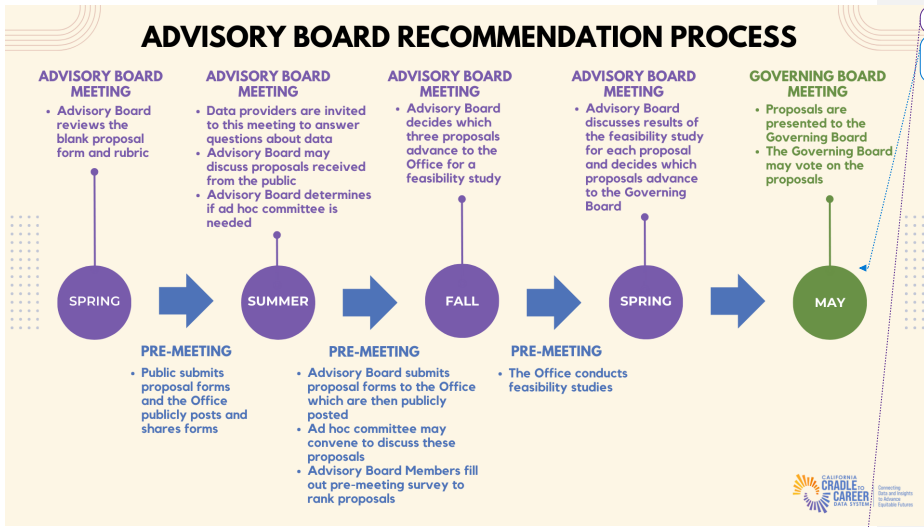 ADVISORY BOARD RECOMMENDATION PROCESS
ADVISORY BOARD
MEETING
• Advisory Board
reviews the
blank proposal
form and rubric
ADVISORY BOARD
MEETING
• Data providers are invited
to this meeting to answer
questions about data
• Advisory Board may
discuss proposals received
from the public
• Advisory Board determines
if ad hoc committee is
needed
ADVISORY BOARD
MEETING
• Advisory Board
decides which
three proposals
advance to the
Office for a
feasibility study
ADVISORY BOARD
MEETING
• Advisory Board
discusses results of
the feasibility study
for each proposal
and decides which
proposals advance
to the Governing
Board
GOVERNING BOARD
MEETING
• Proposals are
presented to the
Governing Board
• The Governing Board
may vote on the
proposals
SPRING
SUMMER
FALL
SPRING
MAY
PRE-MEETING
• Public submits
proposal forms
and the Office
publicly posts and
shares forms
PRE-MEETING
• Advisory Board submits
proposal forms to the Office
which are then publicly
posted
• Ad hoc committee may
convene to discuss these
proposals
• Advisory Board Members fill
out pre-meeting survey to
rank proposals
PRE-MEETING
• The Office conducts
feasibility studies
CALIFORNIA
CRADLE TO
CAREER
DATA SYSTEM
Connecting
Data and Insights
to Advance
Equitable Futures